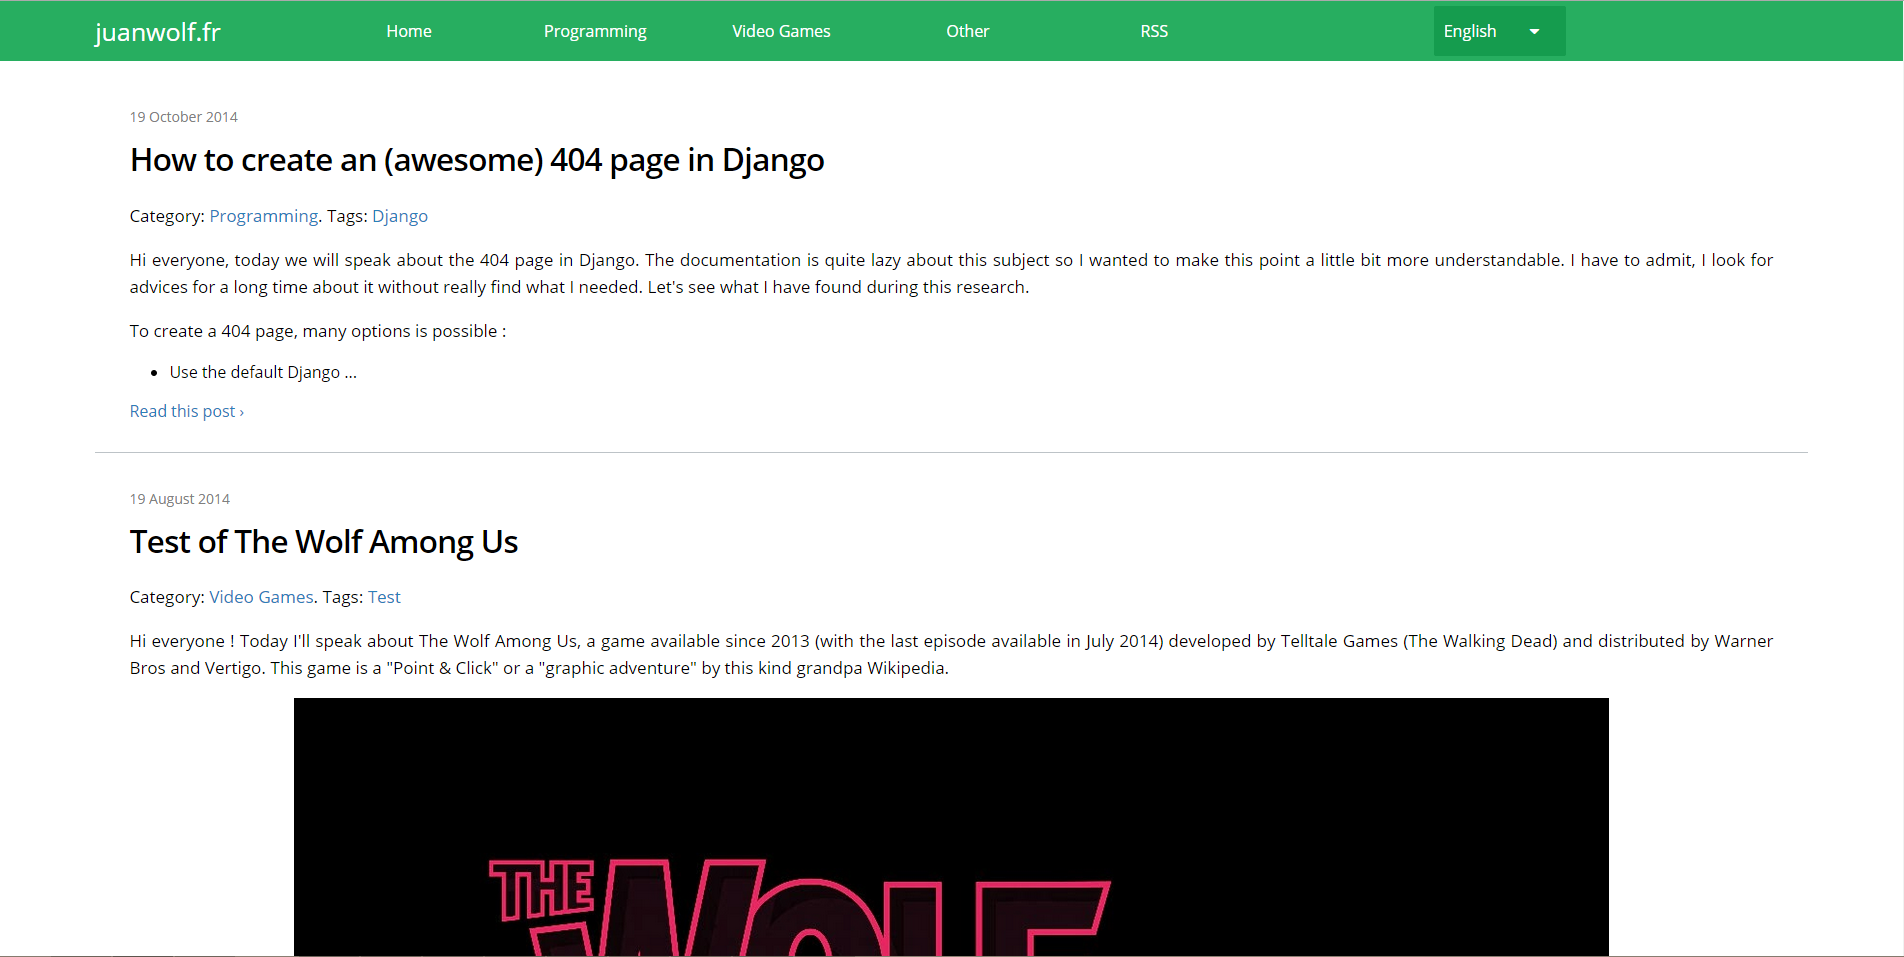 juanwolf.fr Home Programming Video Games Other RSS English
19 October 2014
How to create an (awesome) 404 page in Django
Category: Programming. Tags: Django
Hi everyone, today we will speak about the 404 page in Django. The documentation is quite lazy about this subject so I wanted to make this point a little bit more understandable. I have to admit, I look for
advices for a long time about it without really find what I needed. Let's see what I have found during this research.
To create a 404 page, many options is possible :
• Use the default Django ...
Read this post ›
19 August 2014
Test of The Wolf Among Us
Category: Video Games. Tags: Test
Hi everyone ! Today I'll speak about The Wolf Among Us, a game available since 2013 (with the last episode available in July 2014) developed by Telltale Games (The Walking Dead) and distributed by Warner
Bros and Vertigo. This game is a "Point & Click" or a "graphic adventure" by this kind grandpa Wikipedia.
THE
WOLF